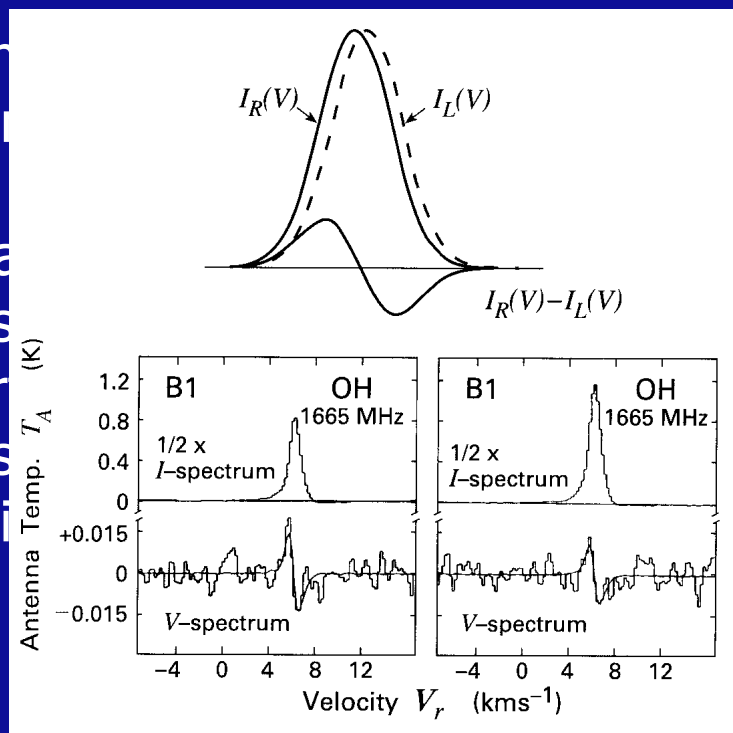 I_R(V) I_L(V)
I_R(V)–I_L(V)
Antenna Temp. T_A (K)
B1 OH
1665 MHz
1/2 x
I–spectrum
1.2
0.8
0.4
0
+0.015
0
−0.015
V–spectrum
−4 0 4 8 12
B1 OH
1665 MHz
1/2 x
I–spectrum
V–spectrum
−4 0 4 8 12
Velocity V_r (kms⁻¹)